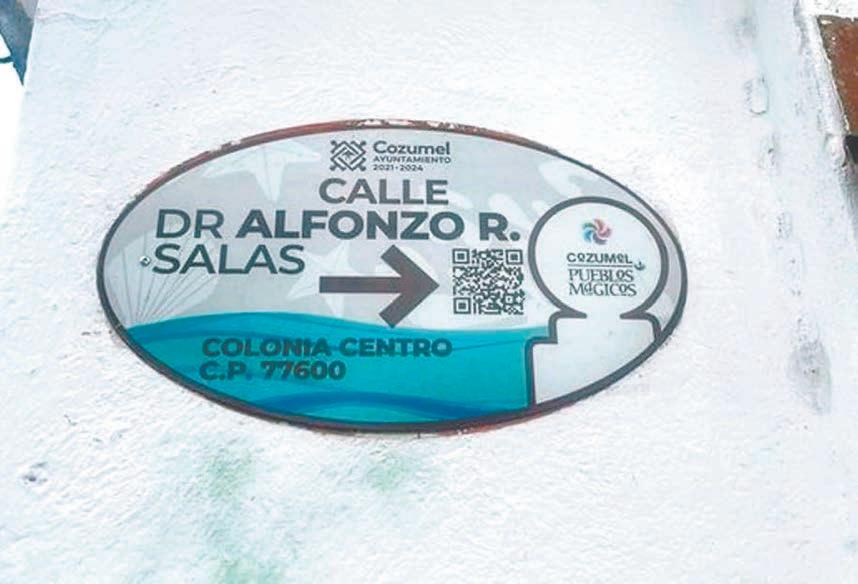 Cozumel
AYUNTAMIENTO
2021-2024
CALLE
DR ALFONZO R.
SALAS
COZUMEL
PUEBLOS
MÁGICOS
COLONIA CENTRO
C.P. 77600